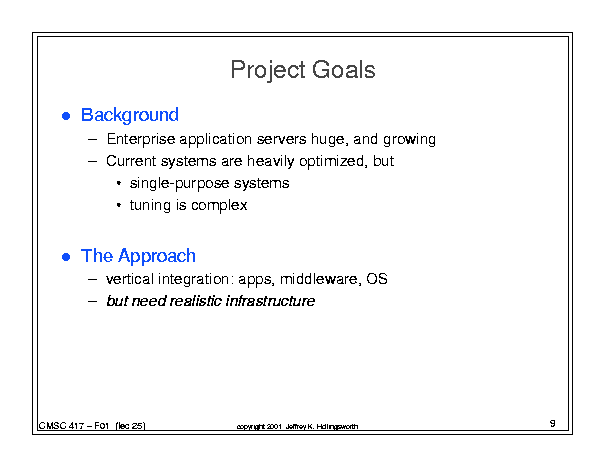 Project Goals
● Background
– Enterprise application servers huge, and growing
– Current systems are heavily optimized, but
• single-purpose systems
• tuning is complex
● The Approach
– vertical integration: apps, middleware, OS
– but need realistic infrastructure
CMSC 417 – F01 (lec 25)
copyright 2001 Jeffrey K. Hollingsworth
9